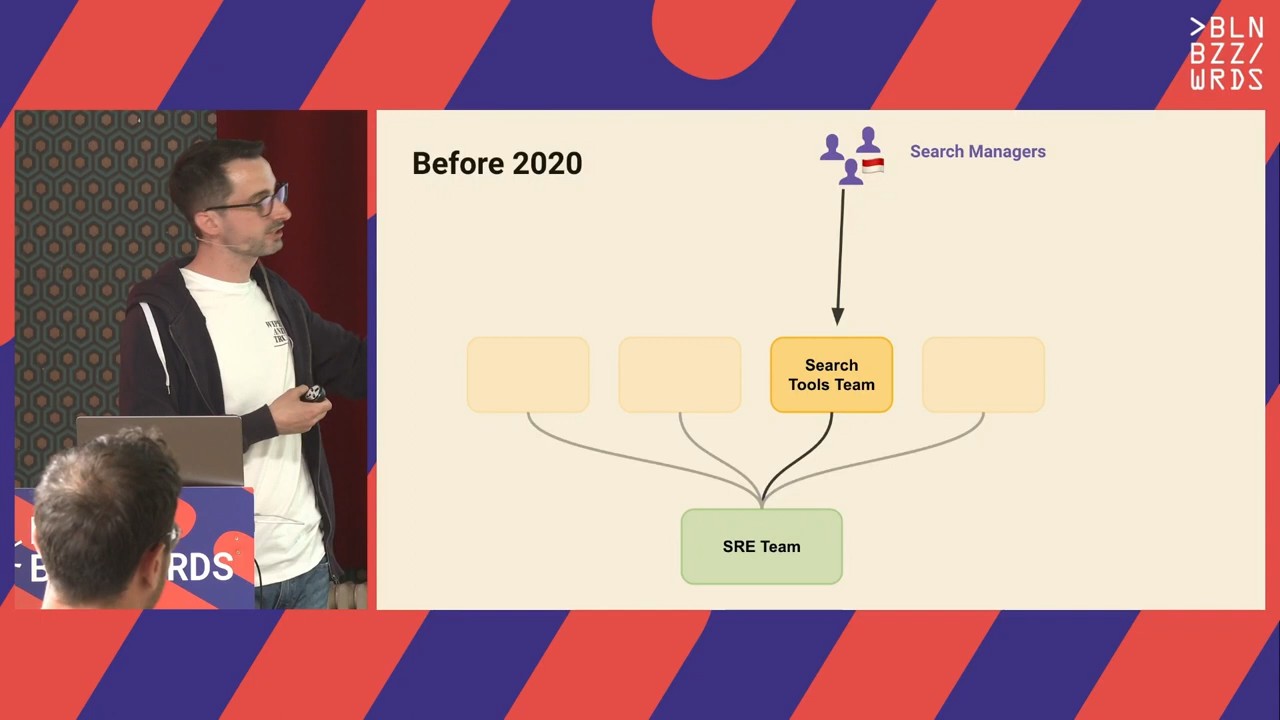 >BLN
BZZ/
WRDS
Before 2020
Search Managers
Search
Tools Team
SRE Team
RDS